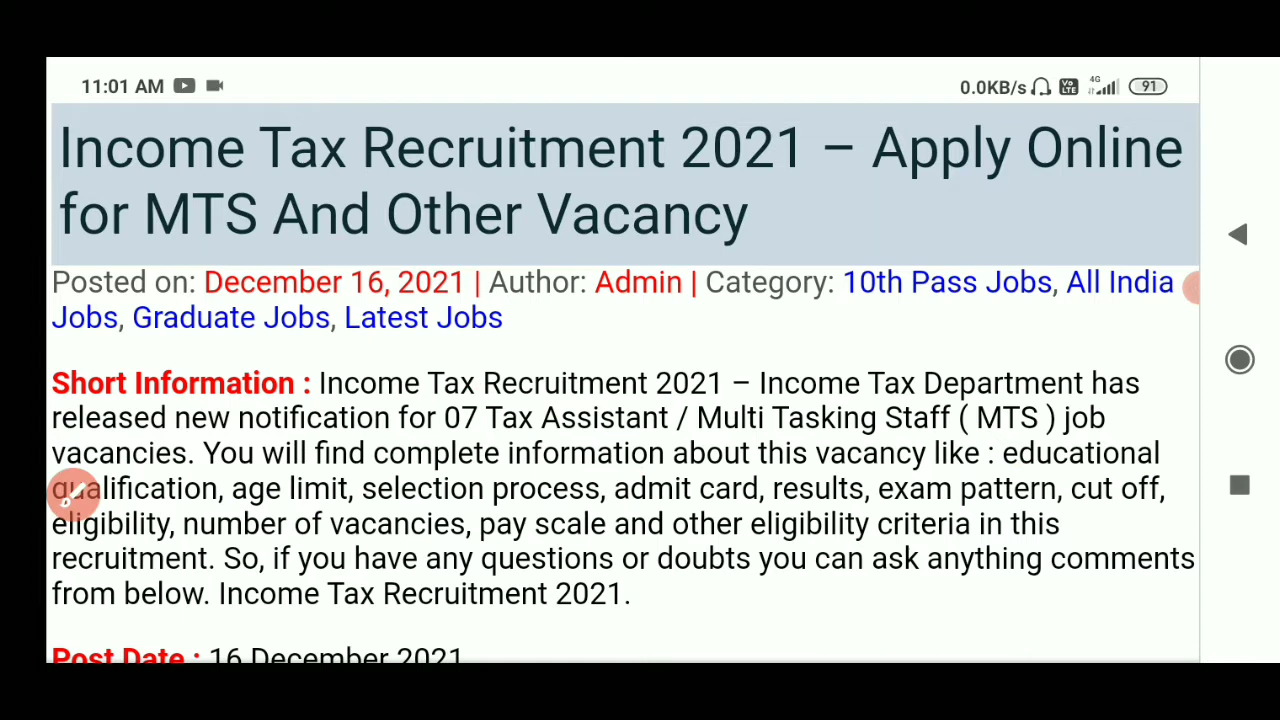 11:01 AM
0.0KB/s Vo LTE 4G 91
Income Tax Recruitment 2021 – Apply Online
for MTS And Other Vacancy
Posted on: December 16, 2021 | Author: Admin | Category: 10th Pass Jobs, All India
Jobs, Graduate Jobs, Latest Jobs
Short Information : Income Tax Recruitment 2021 – Income Tax Department has
released new notification for 07 Tax Assistant / Multi Tasking Staff ( MTS ) job
vacancies. You will find complete information about this vacancy like : educational
qualification, age limit, selection process, admit card, results, exam pattern, cut off,
eligibility, number of vacancies, pay scale and other eligibility criteria in this
recruitment. So, if you have any questions or doubts you can ask anything comments
from below. Income Tax Recruitment 2021.
Post Date : 16 December 2021